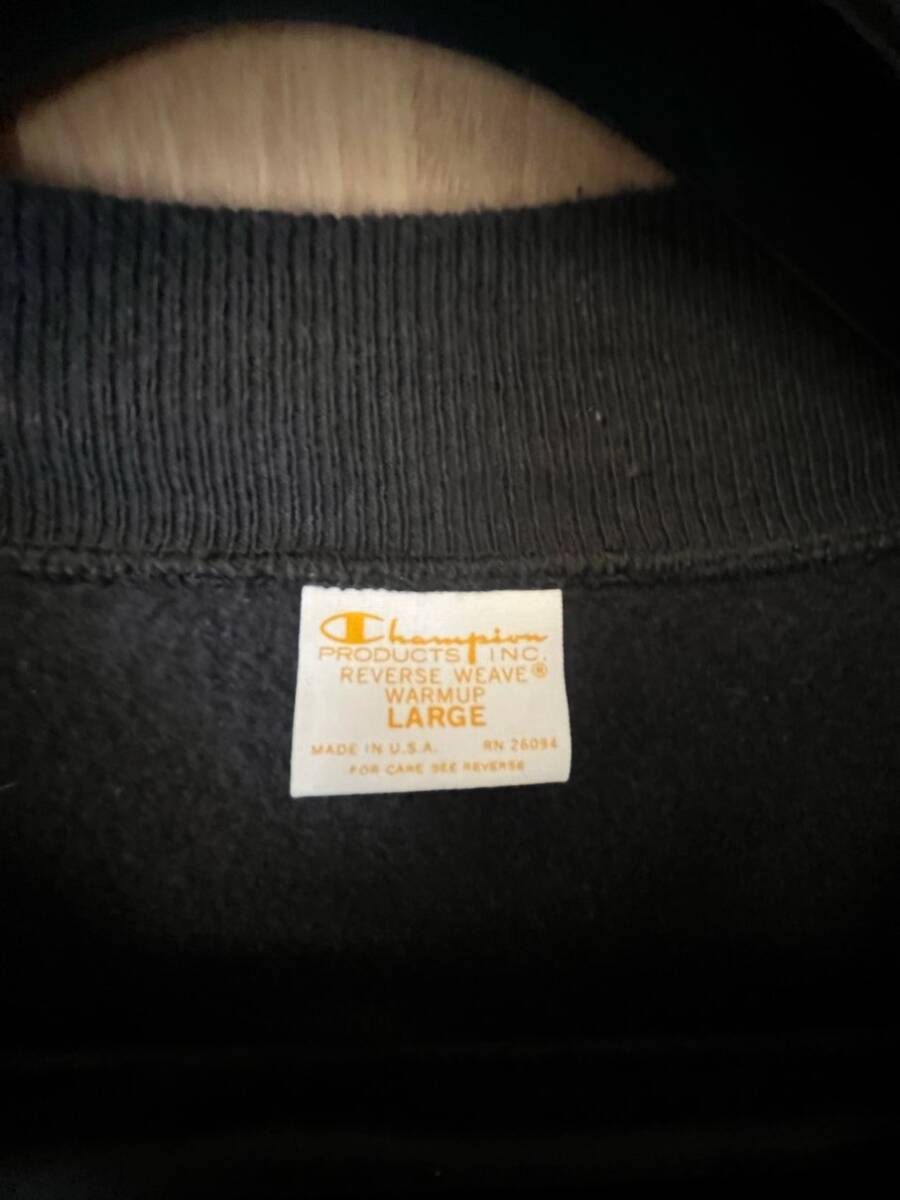 Champion
PRODUCTS INC.
REVERSE WEAVE®
WARMUP
LARGE
MADE IN U.S.A. RN 26094
FOR CARE SEE REVERSE